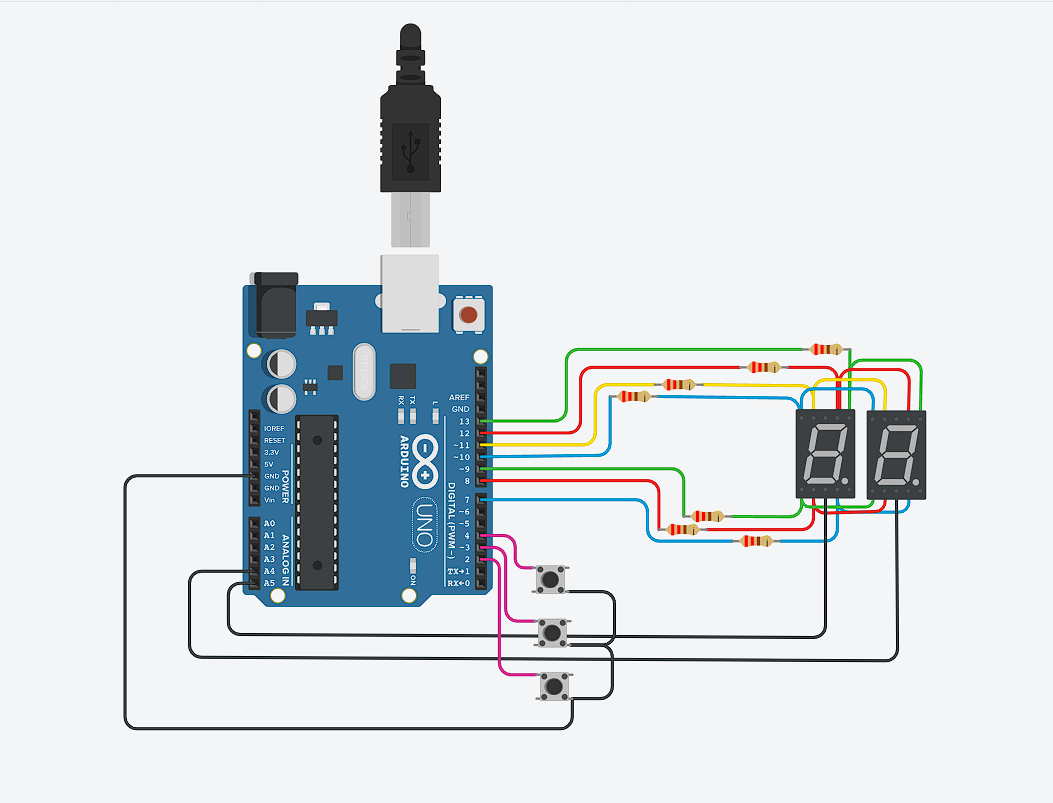 AREF
GND
13
12
~11
~10
~9
8
7
~6
~5
4
~3
2
TX→1
RX←0
DIGITAL (PWM~)
IOREF
RESET
3.3V
5V
GND
GND
Vin
POWER
A0
A1
A2
A3
A4
A5
ANALOG IN
RX
TX
L
ARDUINO
UNO
ON